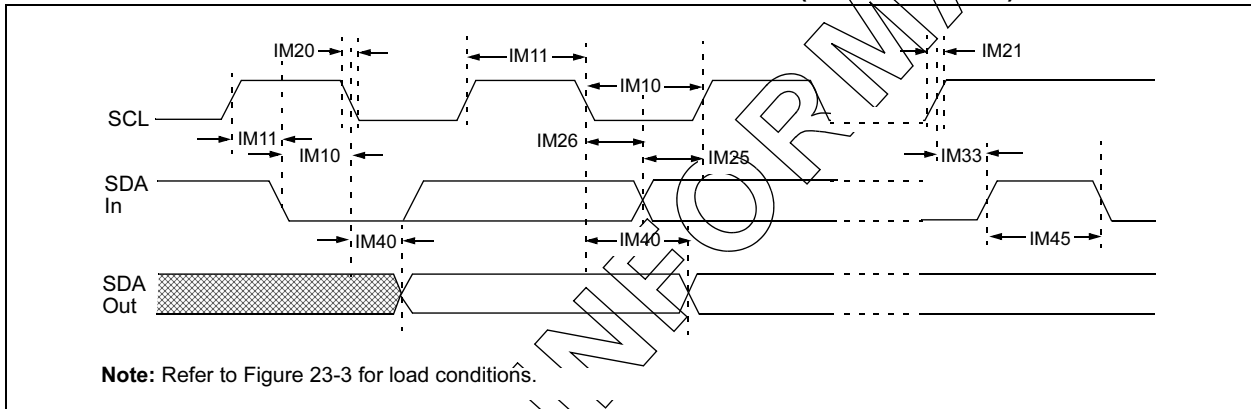 IM20
IM11
IM21
IM10
SCL
IM11
IM26
IM10
IM25
IM33
SDA
In
IM40
IM40
IM45
SDA
Out
Note: Refer to Figure 23-3 for load conditions.